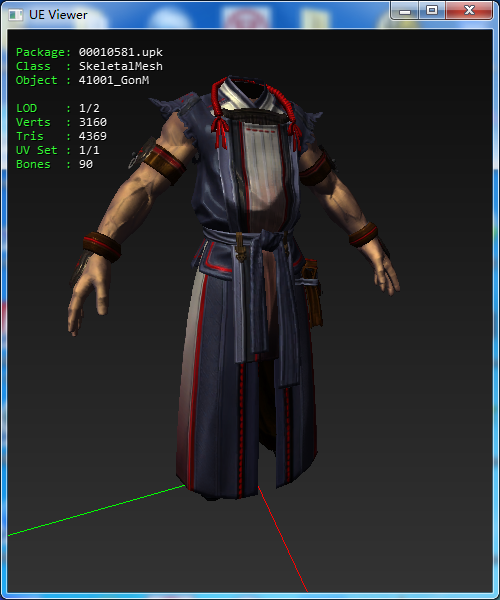 UE Viewer
Package: 00010581.upk
Class : SkeletalMesh
Object : 41001_GonM
LOD : 1/2
Verts : 3160
Tris : 4369
UV Set : 1/1
Bones : 90